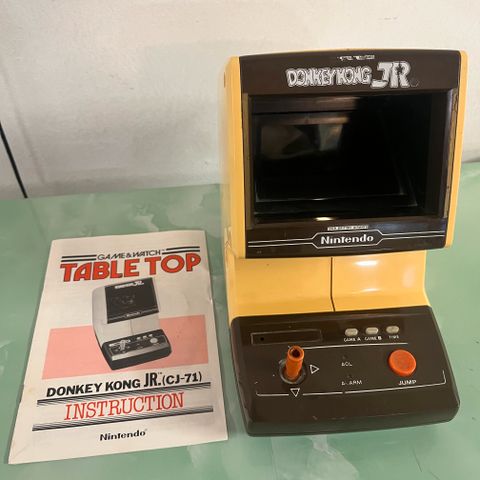 GAME&WATCH
TABLE TOP
DONKEY KONG JR.™(CJ-71)
INSTRUCTION
Nintendo
DONKEY KONG JR.
Nintendo
GAME A GAME B TIME
ACL
ALARM
JUMP